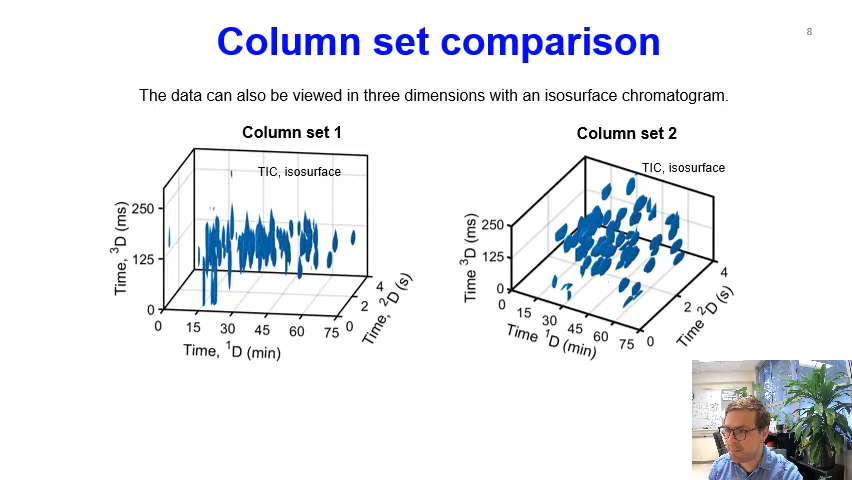 8
Column set comparison
The data can also be viewed in three dimensions with an isosurface chromatogram.
Column set 1
TIC, isosurface
Time, ³D (ms)
250
125
0
0
15
30
45
60
75
Time, ¹D (min)
0
2
4
Time, ²D (s)
Column set 2
TIC, isosurface
Time ³D (ms)
250
125
0
0
15
30
45
60
75
Time ¹D (min)
0
2
4
Time ²D (s)